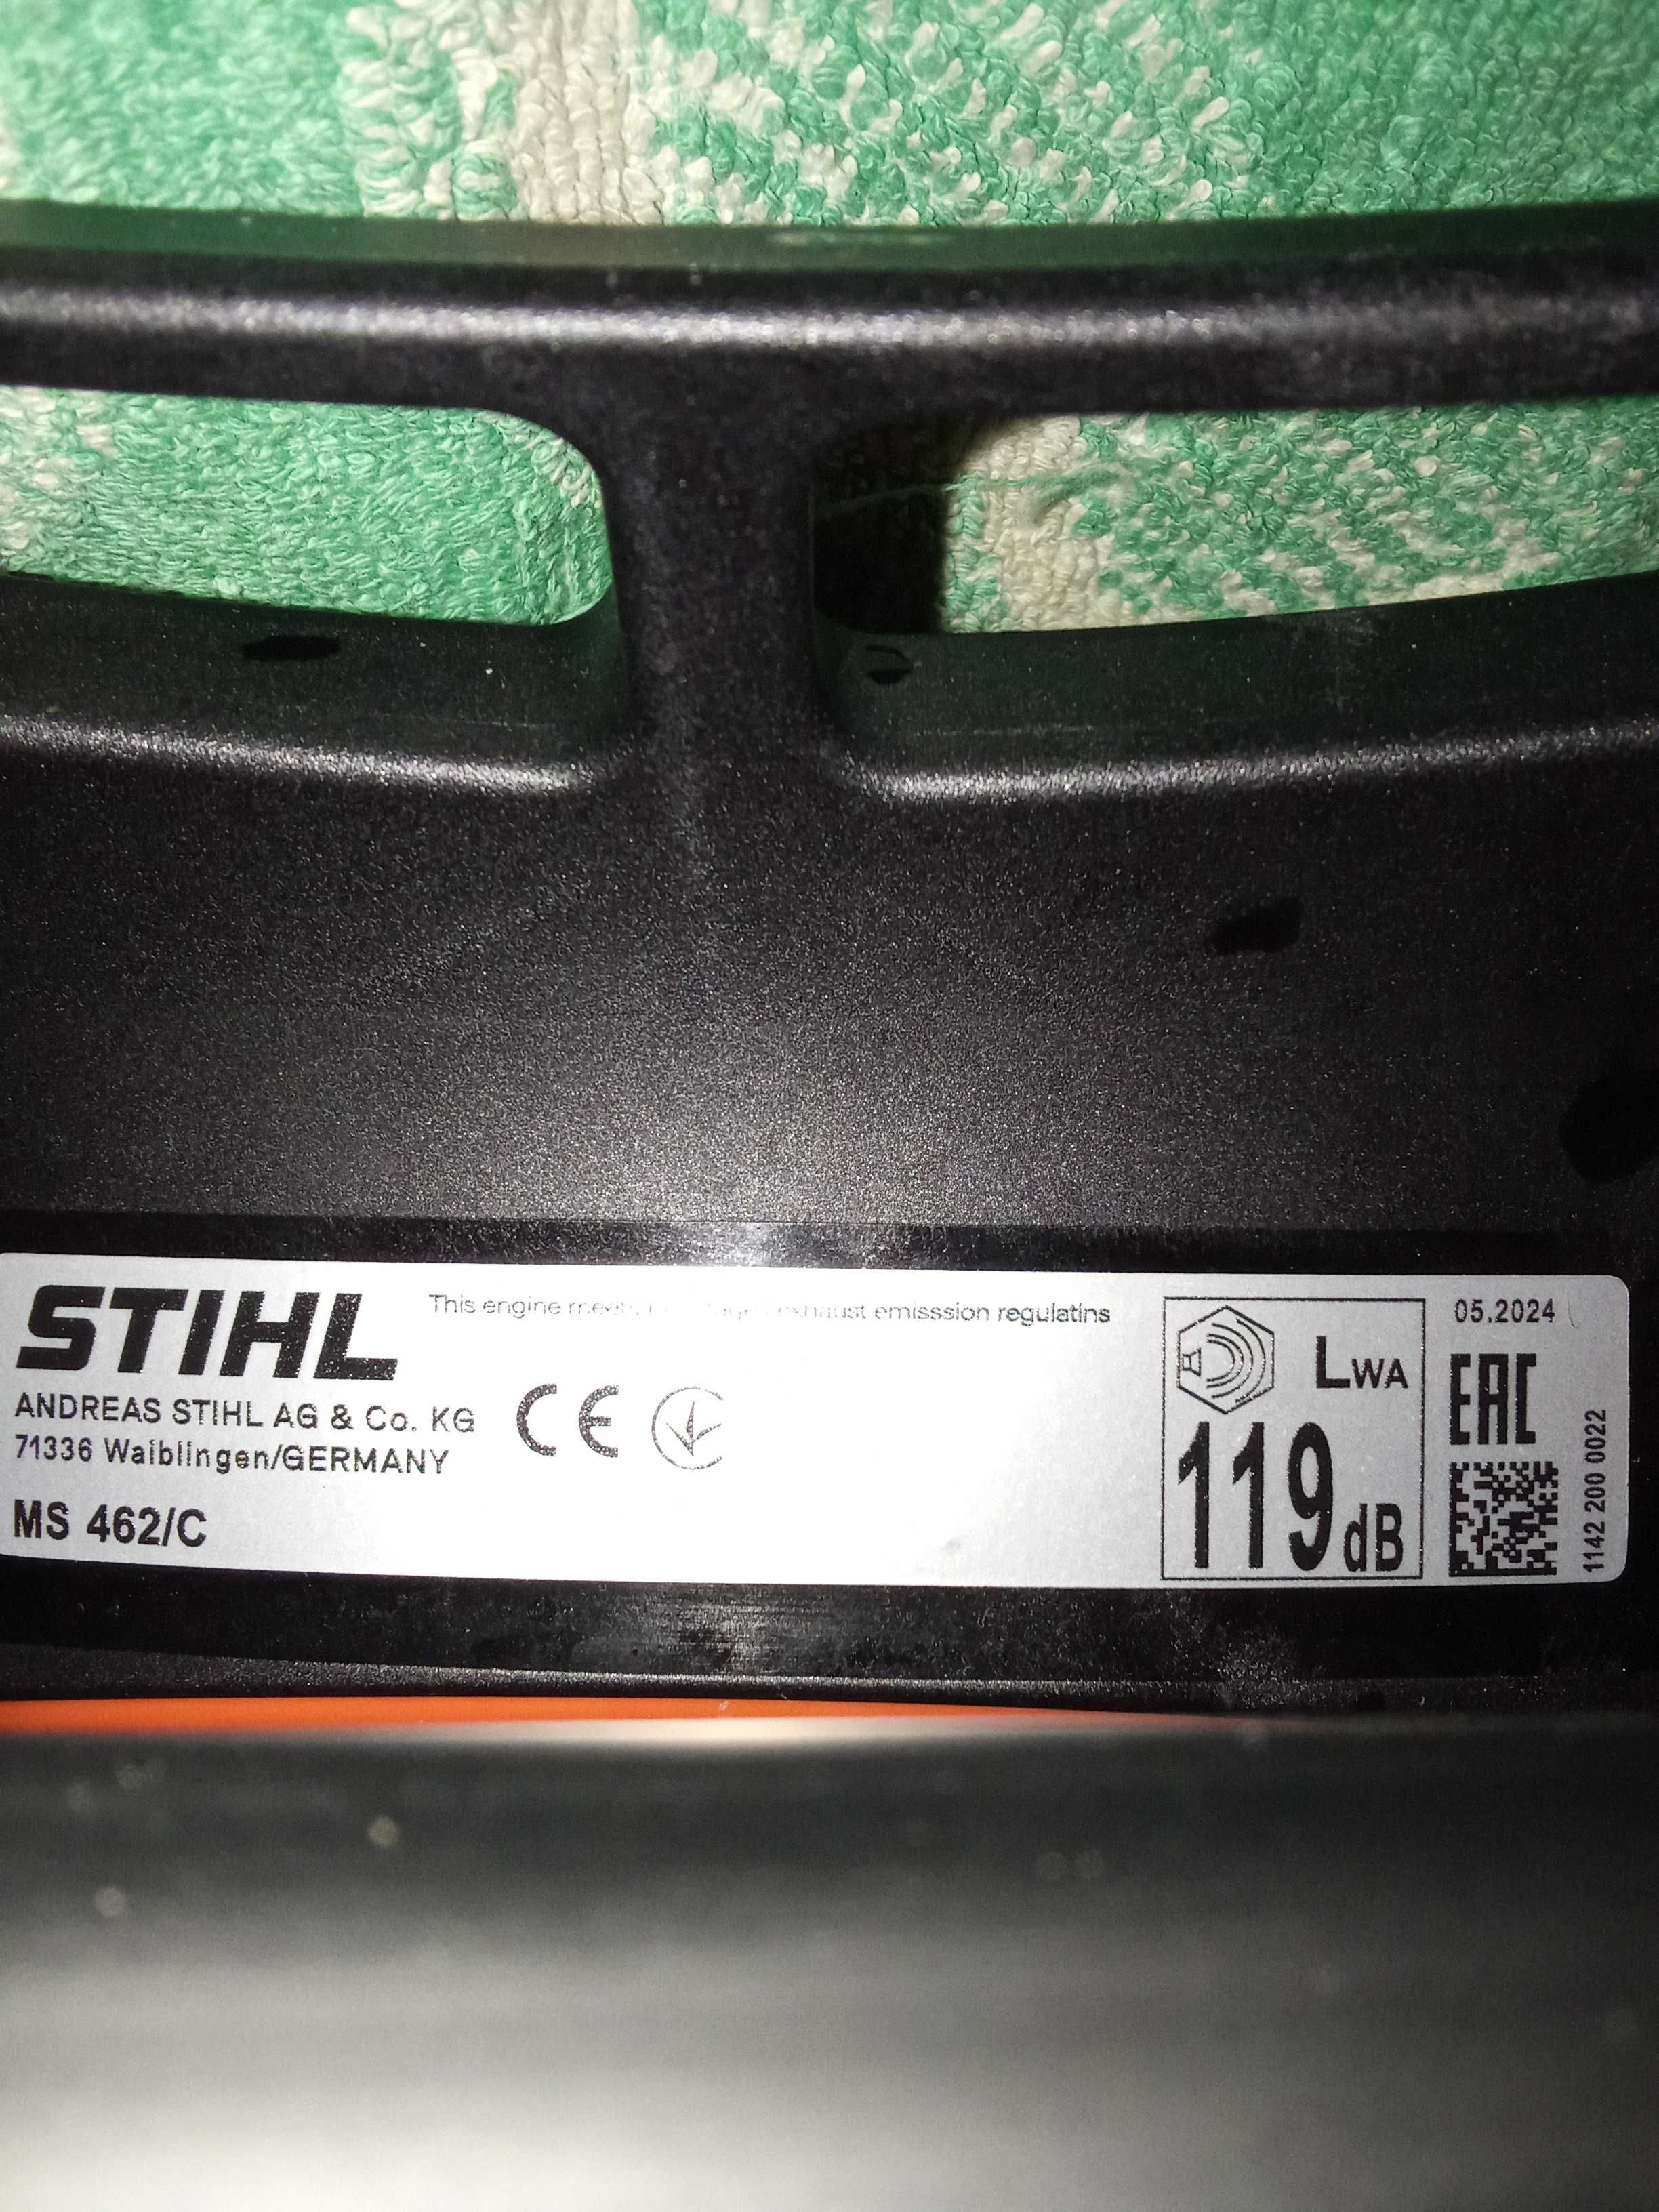 STIHL
This engine meets exhaust emisssion regulatins
ANDREAS STIHL AG & Co. KG
71336 Waiblingen/GERMANY
CE
MS 462/C
LWA
119 dB
05.2024
EAC
1142 200 0022